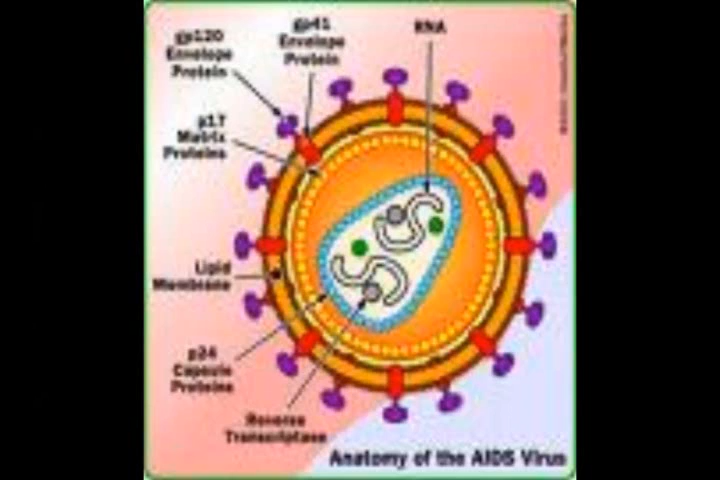 gp120
Envelope
Protein
gp41
Envelope
Protein
RNA
p17
Matrix
Proteins
Lipid
Membrane
p24
Capsule
Proteins
Reverse
Transcriptase
Anatomy of the AIDS Virus